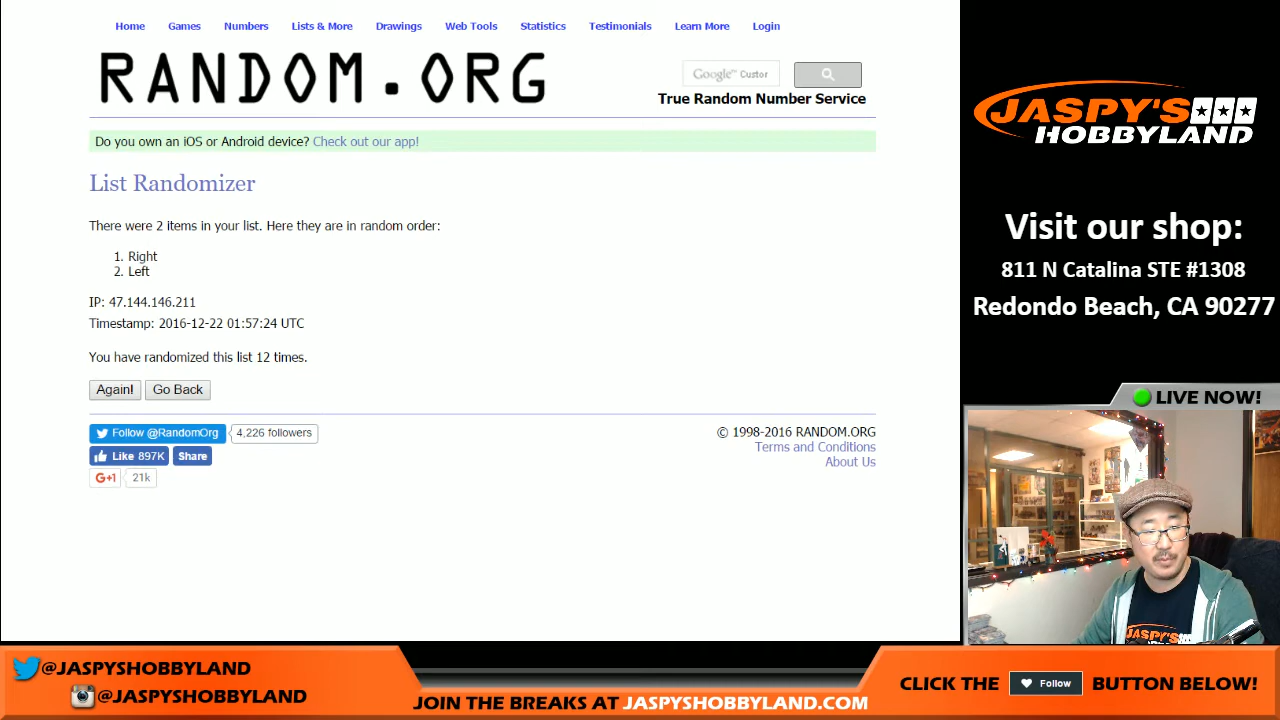 Home Games Numbers Lists & More Drawings Web Tools Statistics Testimonials Learn More Login
RANDOM.ORG
Google™ Custor
True Random Number Service
Do you own an iOS or Android device? Check out our app!
List Randomizer
There were 2 items in your list. Here they are in random order:
1. Right
2. Left
IP: 47.144.146.211
Timestamp: 2016-12-22 01:57:24 UTC
You have randomized this list 12 times.
Again! Go Back
Follow @RandomOrg 4,226 followers
Like 897K Share
G+1 21k
© 1998-2016 RANDOM.ORG
Terms and Conditions
About Us
JASPY'S
HOBBYLAND
Visit our shop:
811 N Catalina STE #1308
Redondo Beach, CA 90277
LIVE NOW!
JASPY'S
@JASPYSHOBBYLAND
@JASPYSHOBBYLAND
JOIN THE BREAKS AT JASPYSHOBBYLAND.COM
CLICK THE Follow BUTTON BELOW!